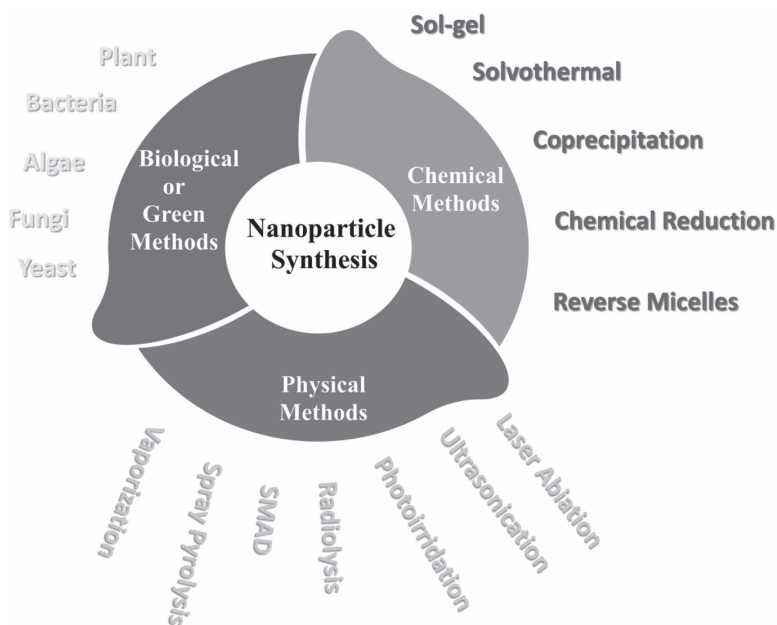 Sol-gel
Solvothermal
Coprecipitation
Chemical Reduction
Reverse Micelles
Plant
Bacteria
Algae
Fungi
Yeast
Biological
or
Green
Methods
Chemical
Methods
Nanoparticle
Synthesis
Physical
Methods
Vaporization
Spray Pyrolysis
SMAD
Radiolysis
Photoirridation
Ultrasonication
Laser Abiation